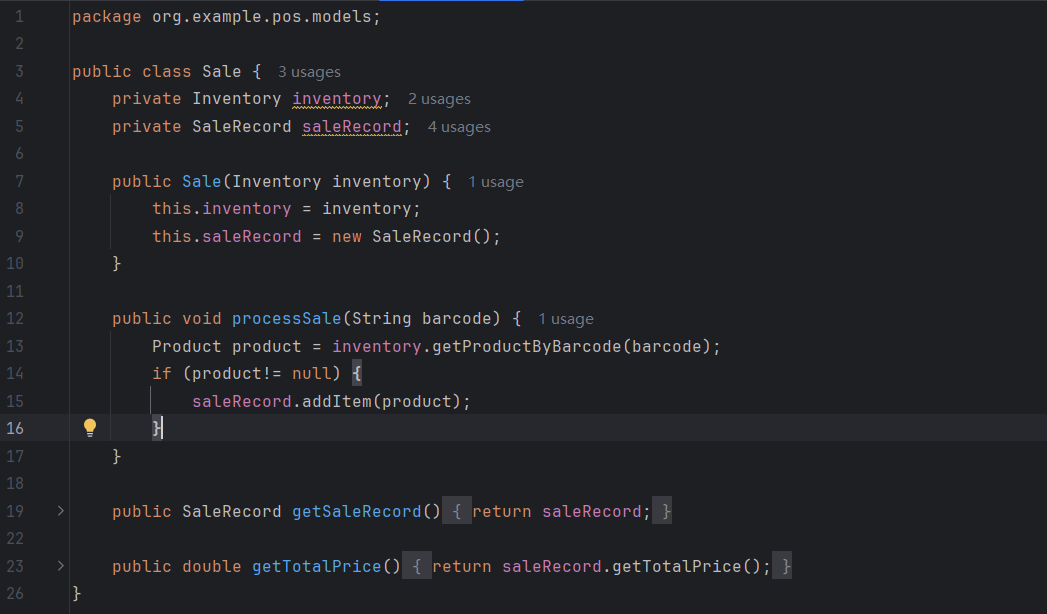 1 package org.example.pos.models;
2
3 public class Sale { 3 usages
4 private Inventory inventory; 2 usages
5 private SaleRecord saleRecord; 4 usages
6
7 public Sale(Inventory inventory) { 1 usage
8 this.inventory = inventory;
9 this.saleRecord = new SaleRecord();
10 }
11
12 public void processSale(String barcode) { 1 usage
13 Product product = inventory.getProductByBarcode(barcode);
14 if (product!= null) {
15 saleRecord.addItem(product);
16 }
17 }
18
19 public SaleRecord getSaleRecord() { return saleRecord; }
22
23 public double getTotalPrice() { return saleRecord.getTotalPrice(); }
26 }